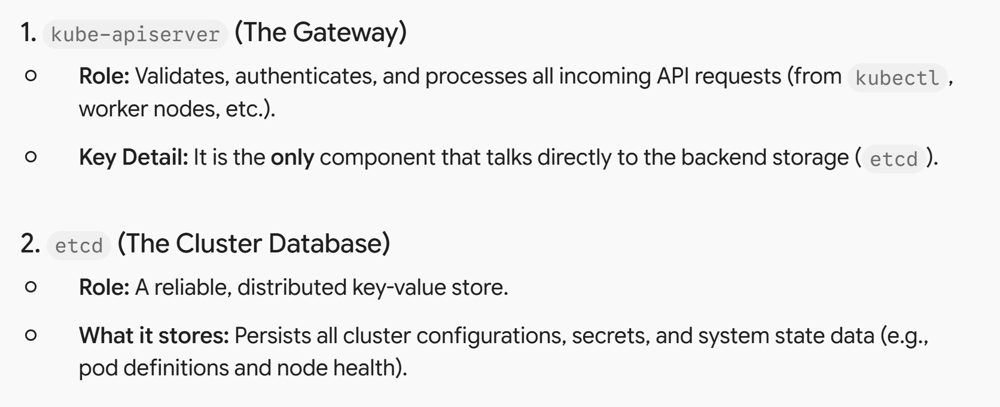 1. kube-apiserver (The Gateway)
Role: Validates, authenticates, and processes all incoming API requests (from kubectl,
worker nodes, etc.).
Key Detail: It is the only component that talks directly to the backend storage (etcd).
2. etcd (The Cluster Database)
Role: A reliable, distributed key-value store.
What it stores: Persists all cluster configurations, secrets, and system state data (e.g.,
pod definitions and node health).